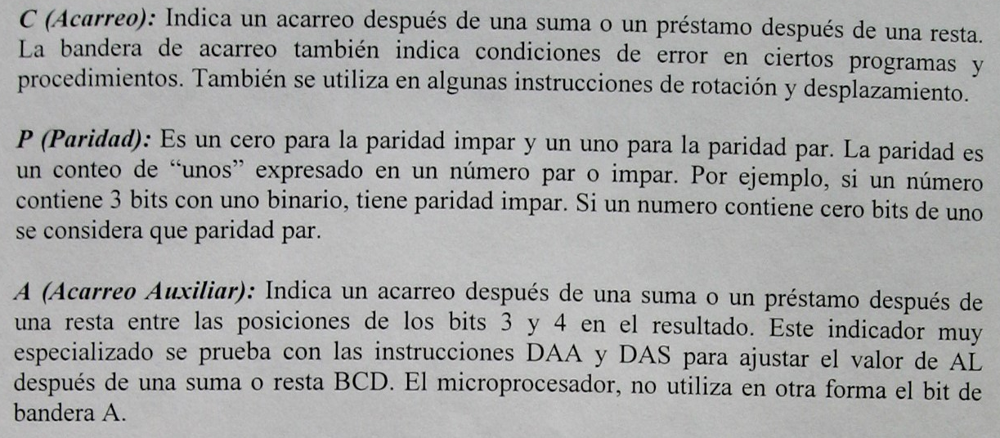 C (Acarreo): Indica un acarreo después de una suma o un préstamo después de una resta.
La bandera de acarreo también indica condiciones de error en ciertos programas y
procedimientos. También se utiliza en algunas instrucciones de rotación y desplazamiento.
P (Paridad): Es un cero para la paridad impar y un uno para la paridad par. La paridad es
un conteo de “unos” expresado en un número par o impar. Por ejemplo, si un número
contiene 3 bits con uno binario, tiene paridad impar. Si un numero contiene cero bits de uno
se considera que paridad par.
A (Acarreo Auxiliar): Indica un acarreo después de una suma o un préstamo después de
una resta entre las posiciones de los bits 3 y 4 en el resultado. Este indicador muy
especializado se prueba con las instrucciones DAA y DAS para ajustar el valor de AL
después de una suma o resta BCD. El microprocesador, no utiliza en otra forma el bit de
bandera A.